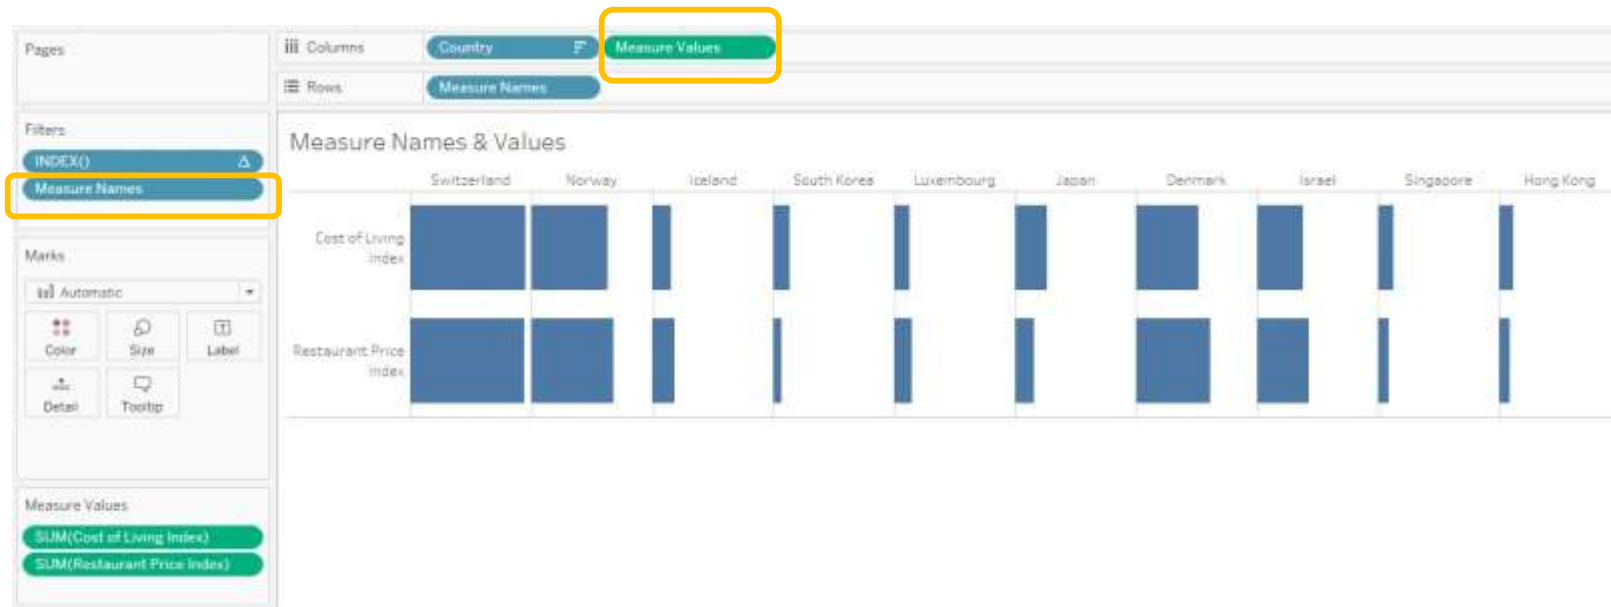 Pages
Columns
Country
Measure Values
Rows
Measure Names
Filters
INDEX()
Measure Names
Marks
Automatic
Color
Size
Label
Detail
Tooltip
Measure Values
SUM(Cost of Living Index)
SUM(Restaurant Price Index)
Measure Names & Values
Switzerland Norway Iceland South Korea Luxembourg Japan Denmark Israel Singapore Hong Kong
Cost of Living
Index
Restaurant Price
Index